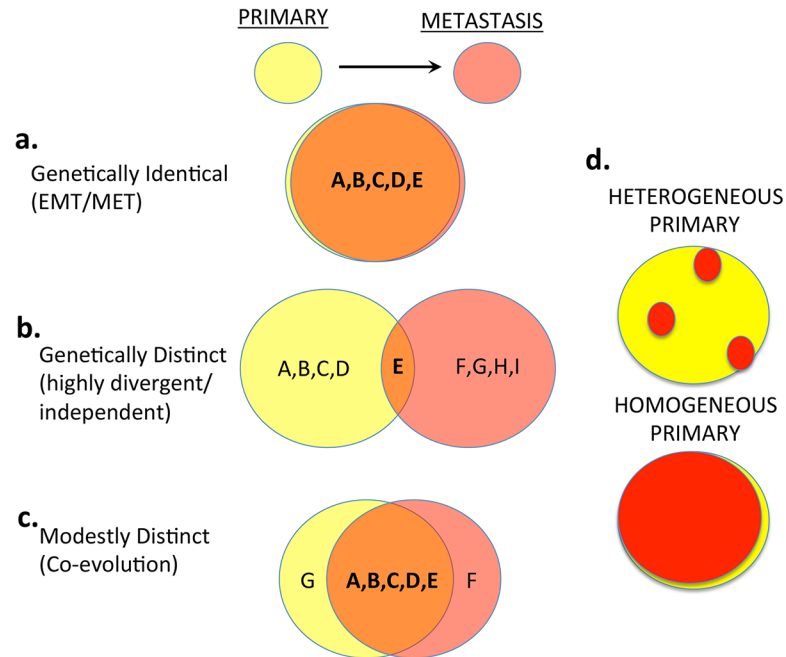 PRIMARY
METASTASIS
a.
Genetically Identical
(EMT/MET)
A,B,C,D,E
b.
Genetically Distinct
(highly divergent/
independent)
A,B,C,D
E
F,G,H,I
c.
Modestly Distinct
(Co-evolution)
G
A,B,C,D,E
F
d.
HETEROGENEOUS
PRIMARY
HOMOGENEOUS
PRIMARY